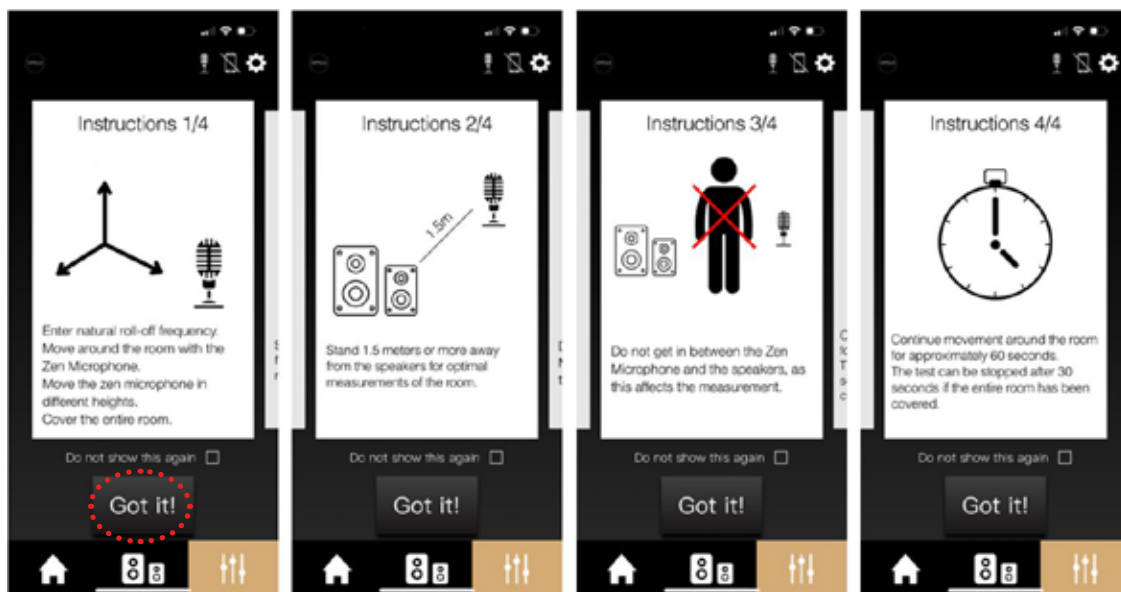 Instructions 1/4
Enter natural roll-off frequency.
Move around the room with the
Zen Microphone.
Move the zen microphone in
different heights.
Cover the entire room.
Do not show this again
Got it!
Instructions 2/4
1.5m
Stand 1.5 meters or more away
from the speakers for optimal
measurements of the room.
Do not show this again
Got it!
Instructions 3/4
Do not get in between the Zen
Microphone and the speakers, as
this affects the measurement.
Do not show this again
Got it!
Instructions 4/4
Continue movement around the room
for approximately 60 seconds.
The test can be stopped after 30
seconds if the entire room has been
covered.
Do not show this again
Got it!